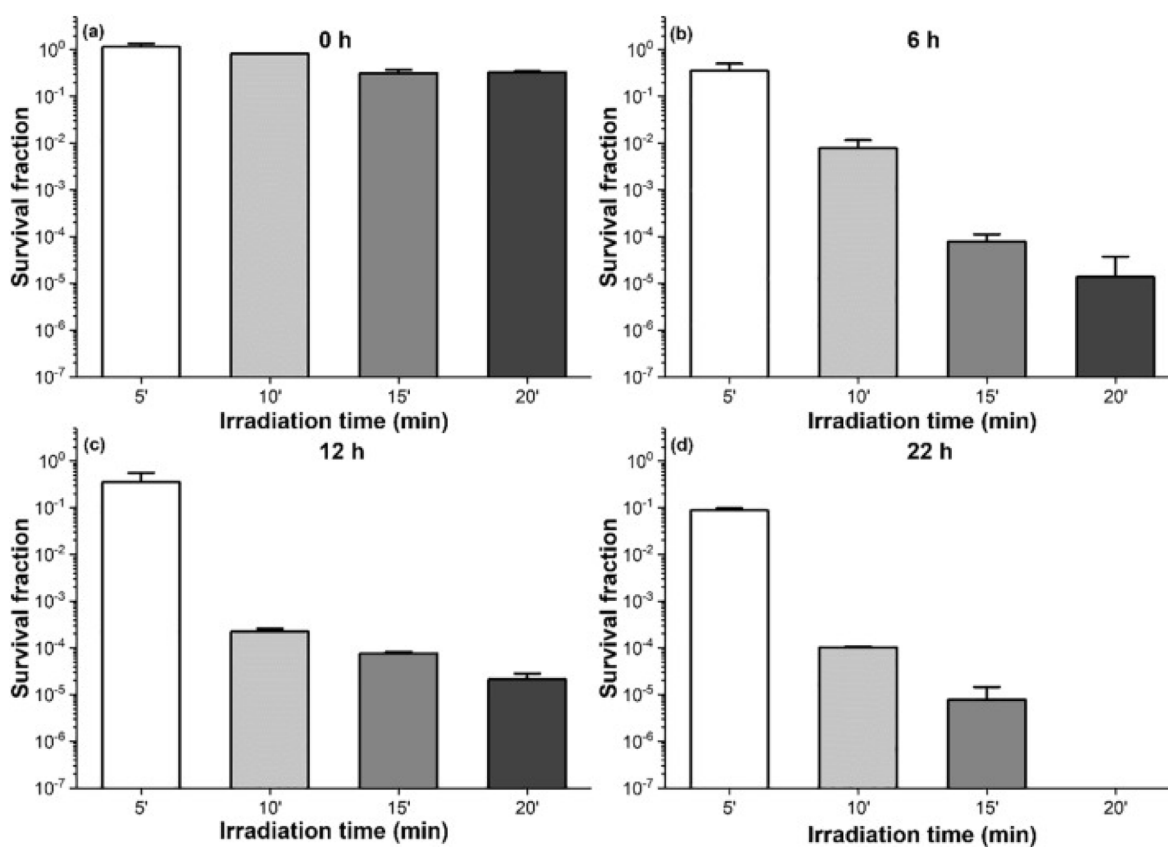 (a)
0 h
Survival fraction
10⁰
10⁻¹
10⁻²
10⁻³
10⁻⁴
10⁻⁵
10⁻⁶
10⁻⁷
5' 10' 15' 20'
Irradiation time (min)
(b)
6 h
Survival fraction
10⁰
10⁻¹
10⁻²
10⁻³
10⁻⁴
10⁻⁵
10⁻⁶
10⁻⁷
5' 10' 15' 20'
Irradiation time (min)
(c)
12 h
Survival fraction
10⁰
10⁻¹
10⁻²
10⁻³
10⁻⁴
10⁻⁵
10⁻⁶
10⁻⁷
5' 10' 15' 20'
Irradiation time (min)
(d)
22 h
Survival fraction
10⁰
10⁻¹
10⁻²
10⁻³
10⁻⁴
10⁻⁵
10⁻⁶
10⁻⁷
5' 10' 15' 20'
Irradiation time (min)